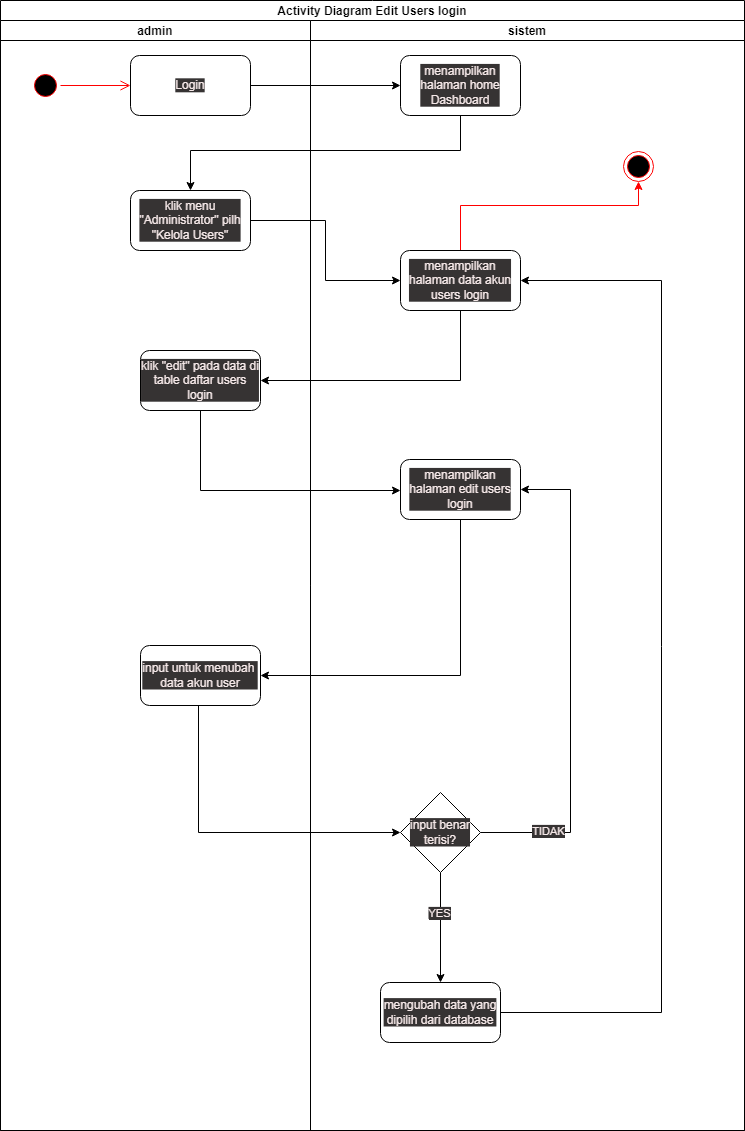 Activity Diagram Edit Users login
admin
sistem
Login
menampilkan
halaman home
Dashboard
klik menu
"Administrator" pilh
"Kelola Users"
menampilkan
halaman data akun
users login
klik "edit" pada data di
table daftar users
login
menampilkan
halaman edit users
login
input untuk menubah
data akun user
input benar
terisi?
TIDAK
YES
mengubah data yang
dipilih dari database